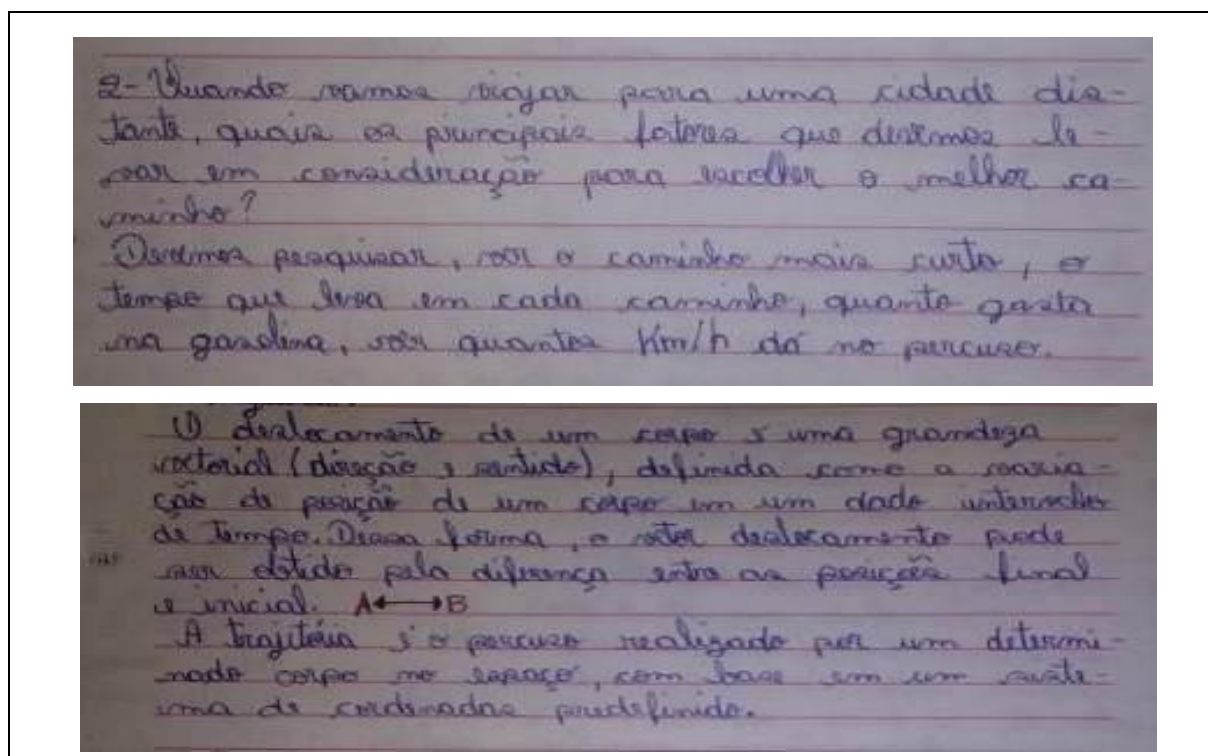 2- Quando vamos viajar para uma cidade dis-
tante, quais os principais fatores que devemos le-
var em consideração para escolher o melhor ca-
minho?
Devemos pesquisar, ver o caminho mais curto, o
tempo que leva em cada caminho, quanto gasta
na gasolina, ver quantos Km/h dá no percurso.
O deslocamento de um corpo é uma grandeza
vetorial (direção e sentido), definida como a varia-
ção de posição de um corpo em um dado intervalo
de tempo. Dessa forma, o vetor deslocamento pode
ser obtido pela diferença entre as posições final
e inicial. A ↔ B
A trajetória é o percurso realizado por um determi-
nado corpo no espaço, com base em um siste-
ma de cordenadas predefinido.